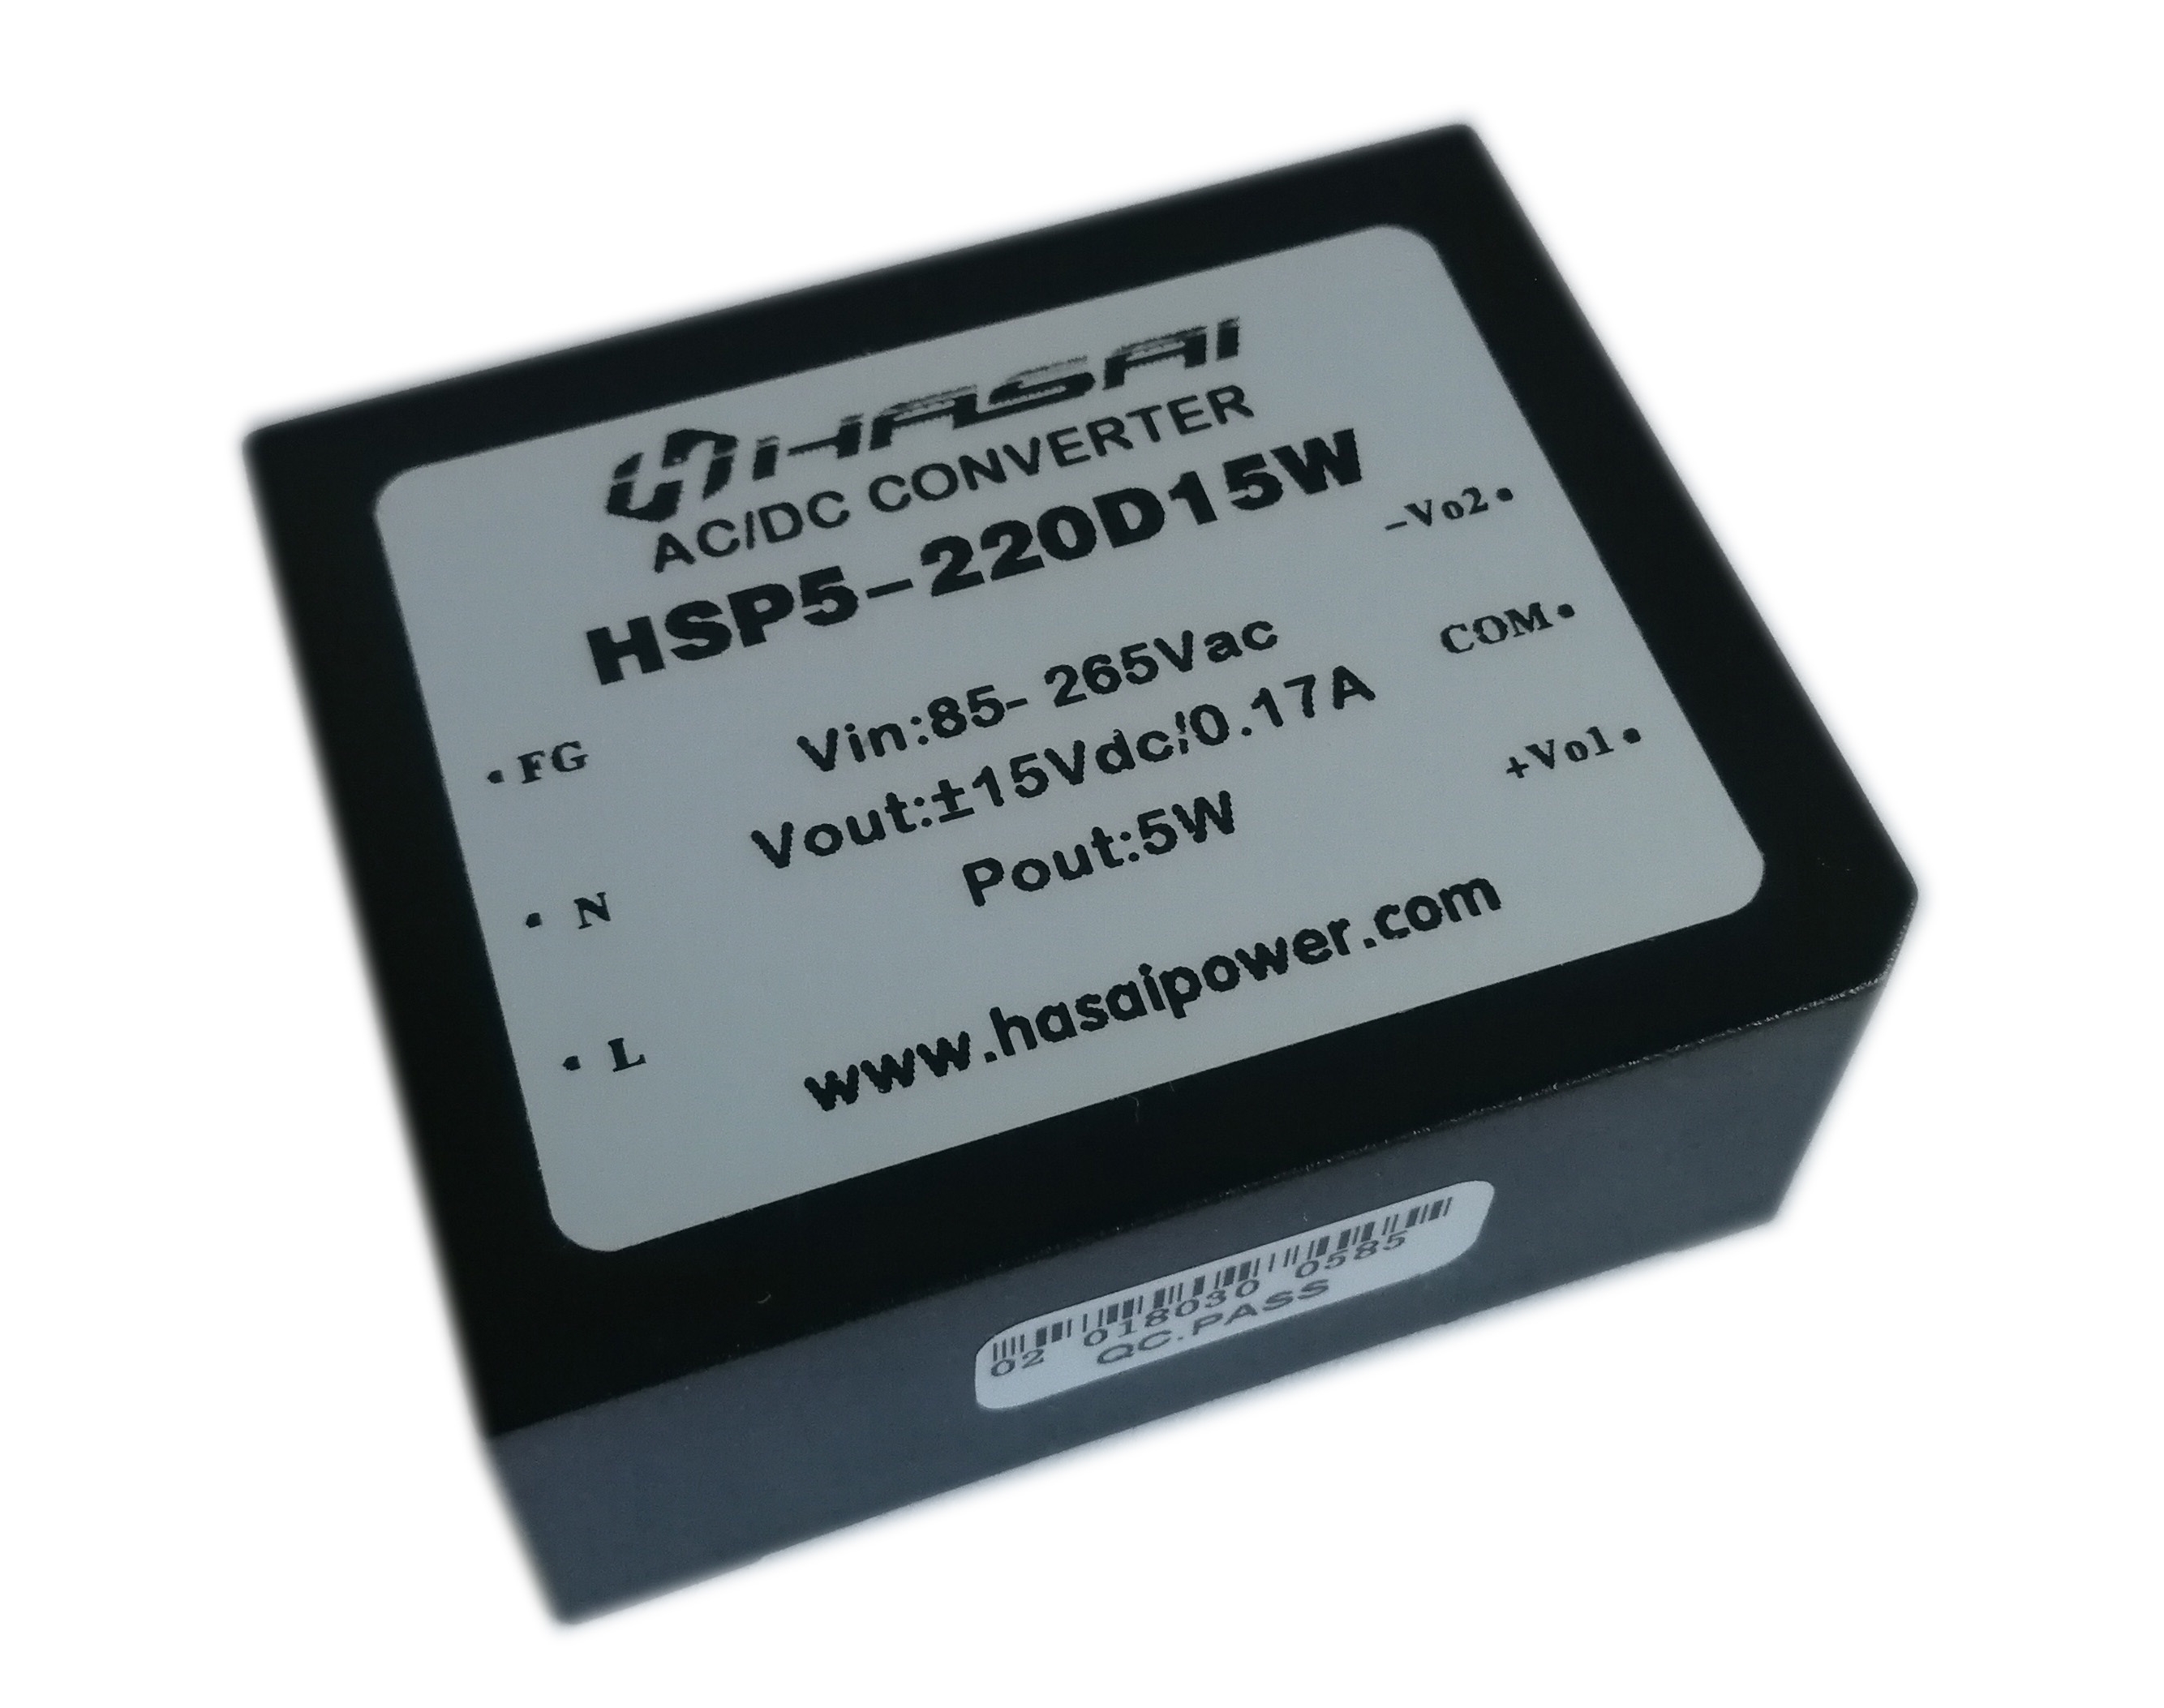 HASAI
AC/DC CONVERTER
HSP5-220D15W
-Vo2
COM
+Vo1
FG
N
L
Vin:85-265Vac
Vout:±15Vdc/0.17A
Pout:5W
www.hasaipower.com
02 018030 0585
QC.PASS